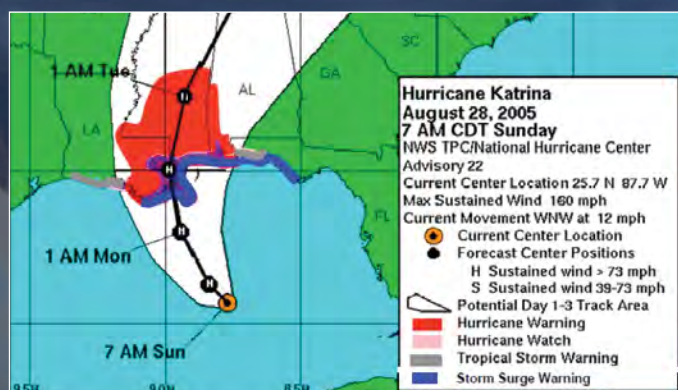 1 AM Tue
AL
GA
SC
LA
FL
1 AM Mon
7 AM Sun
95W
90W
85W
H
H
H
Hurricane Katrina
August 28, 2005
7 AM CDT Sunday
NWS TPC/National Hurricane Center
Advisory 22
Current Center Location 25.7 N 87.7 W
Max Sustained Wind 160 mph
Current Movement WNW at 12 mph
Current Center Location
Forecast Center Positions
H Sustained wind > 73 mph
S Sustained wind 39-73 mph
Potential Day 1-3 Track Area
Hurricane Warning
Hurricane Watch
Tropical Storm Warning
Storm Surge Warning